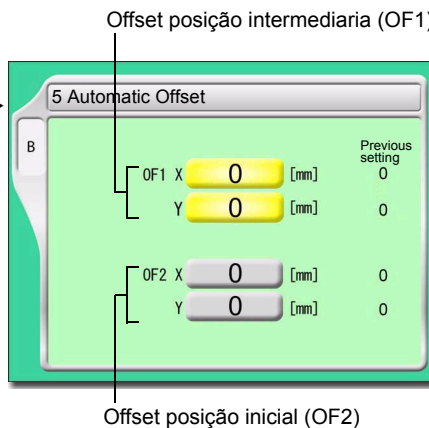 Offset posição intermediaria (OF1)
5 Automatic Offset
B
Previous
setting
OF1 X 0 [mm] 0
Y 0 [mm] 0
OF2 X 0 [mm] 0
Y 0 [mm] 0
Offset posição inicial (OF2)